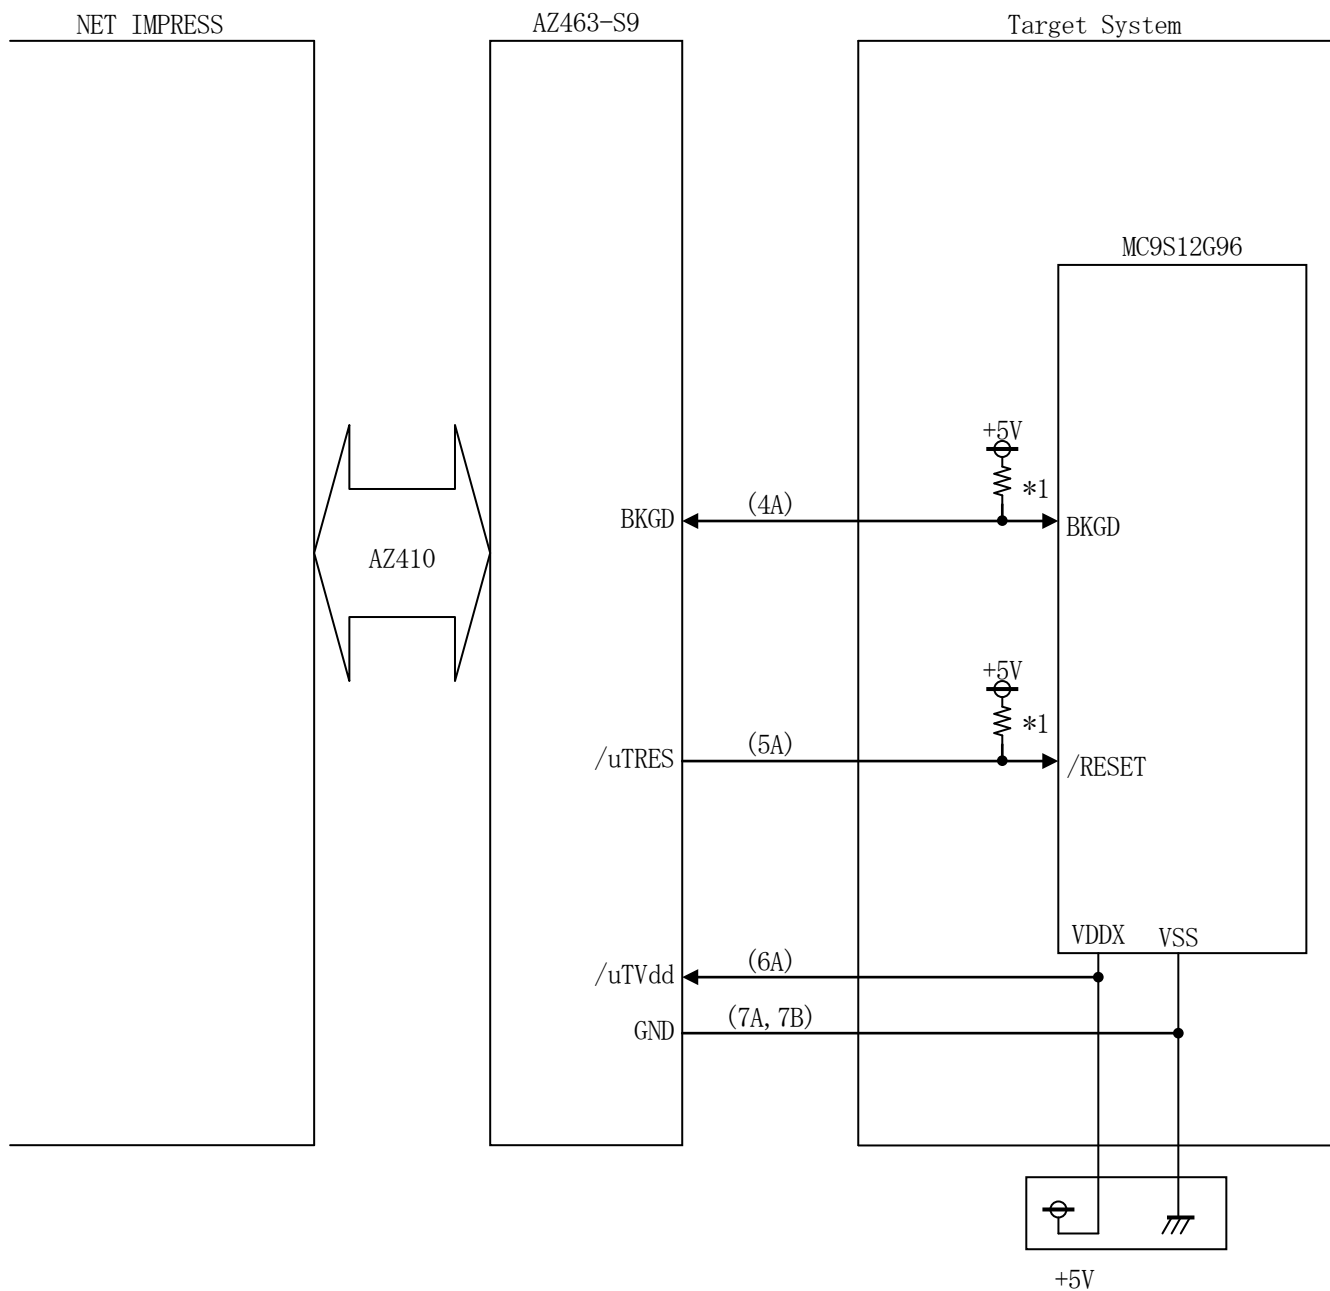 NET IMPRESS
AZ463-S9
Target System
MC9S12G96
+5V
*1
BKGD
(4A)
BKGD
AZ410
+5V
*1
/uTRES
(5A)
/RESET
VDDX
VSS
/uTVdd
(6A)
GND
(7A, 7B)
+5V